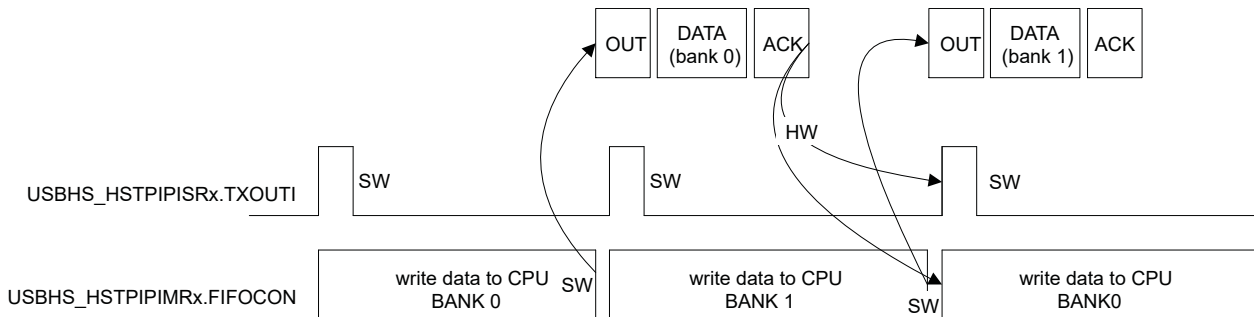 OUT
DATA
(bank 0)
ACK
OUT
DATA
(bank 1)
ACK
HW
USBHS_HSTPIPISRx.TXOUTI
SW
SW
SW
USBHS_HSTPIPIMRx.FIFOCON
write data to CPU
BANK 0
SW
write data to CPU
BANK 1
SW
write data to CPU
BANK0